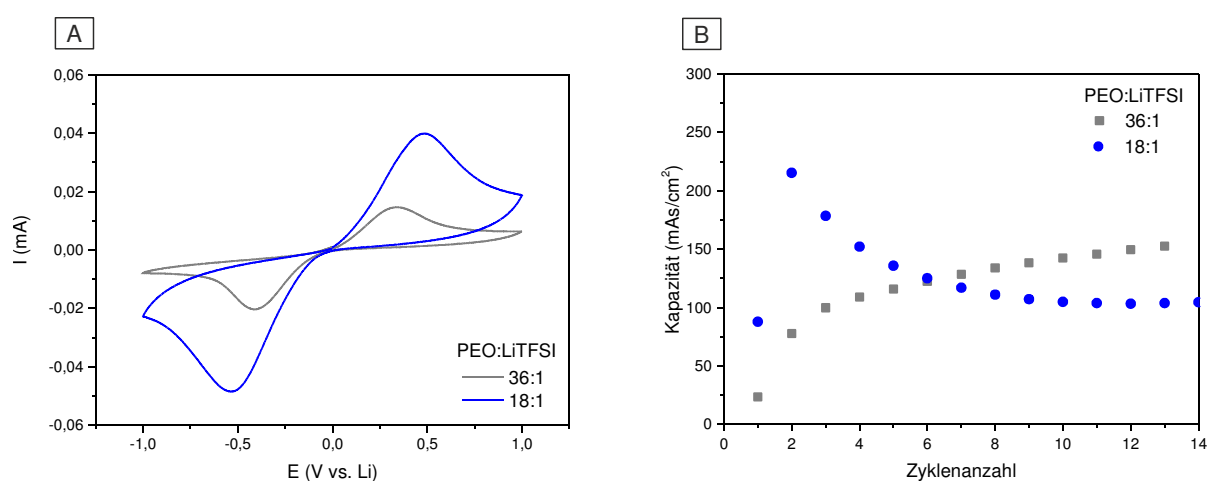 A
0,06
0,04
0,02
0,00
-0,02
-0,04
-0,06
I (mA)
-1,0 -0,5 0,0 0,5 1,0
E (V vs. Li)
PEO:LiTFSI
36:1
18:1
B
300
250
200
150
100
50
0
Kapazität (mAs/cm²)
0 2 4 6 8 10 12 14
Zyklenanzahl
PEO:LiTFSI
36:1
18:1